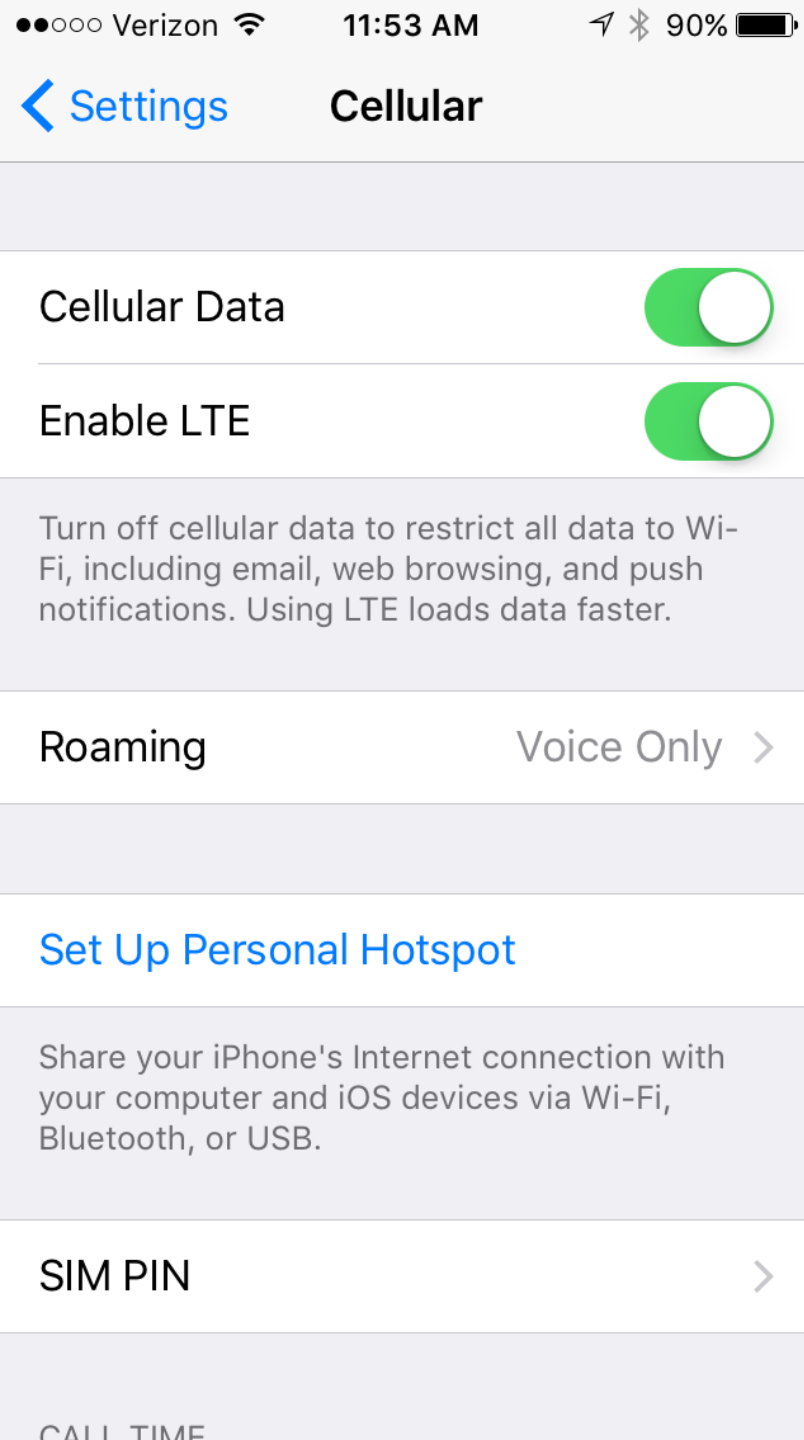 Verizon 11:53 AM 90%
Settings Cellular
Cellular Data
Enable LTE
Turn off cellular data to restrict all data to Wi-
Fi, including email, web browsing, and push
notifications. Using LTE loads data faster.
Roaming Voice Only
Set Up Personal Hotspot
Share your iPhone's Internet connection with
your computer and iOS devices via Wi-Fi,
Bluetooth, or USB.
SIM PIN
CALL TIME